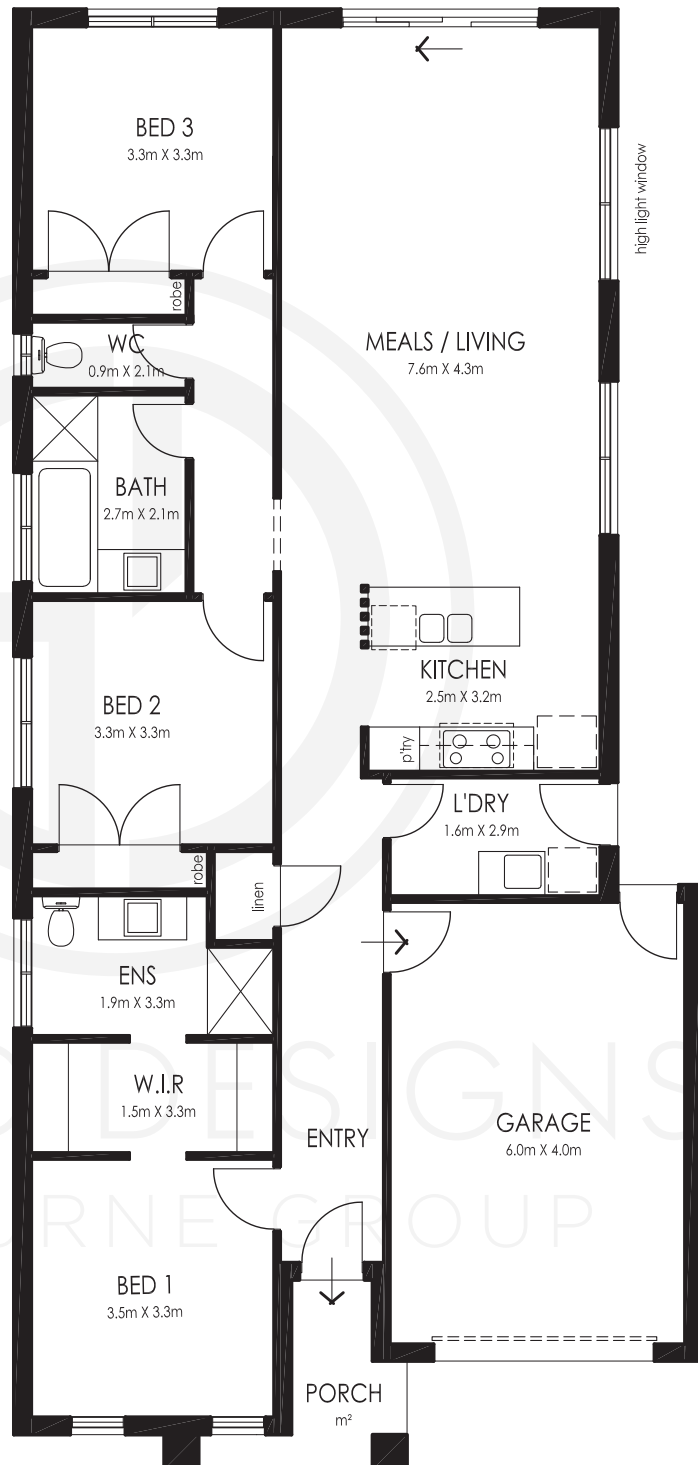 BED 3
3.3m X 3.3m
high light window
robe
WC
0.9m X 2.1m
MEALS / LIVING
7.6m X 4.3m
BATH
2.7m X 2.1m
KITCHEN
2.5m X 3.2m
BED 2
3.3m X 3.3m
p'try
L'DRY
1.6m X 2.9m
robe
linen
ENS
1.9m X 3.3m
W.I.R
1.5m X 3.3m
ENTRY
GARAGE
6.0m X 4.0m
DESIGNS
RNE GROUP
BED 1
3.5m X 3.3m
PORCH
m²